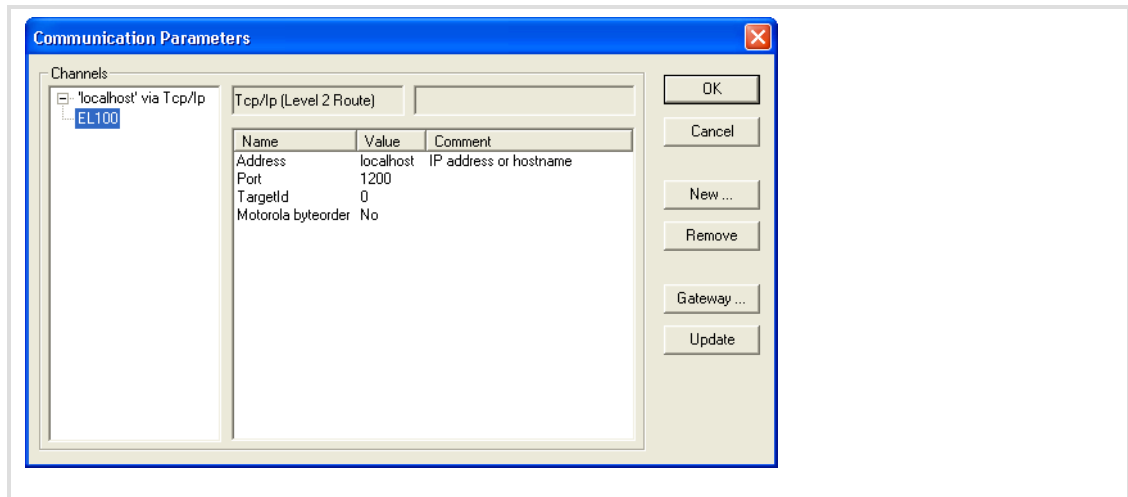 Communication Parameters
Channels
'localhost' via Tcp/Ip
EL100
Tcp/Ip (Level 2 Route)
Name Value Comment
Address localhost IP address or hostname
Port 1200
TargetId 0
Motorola byteorder No
OK
Cancel
New ...
Remove
Gateway ...
Update